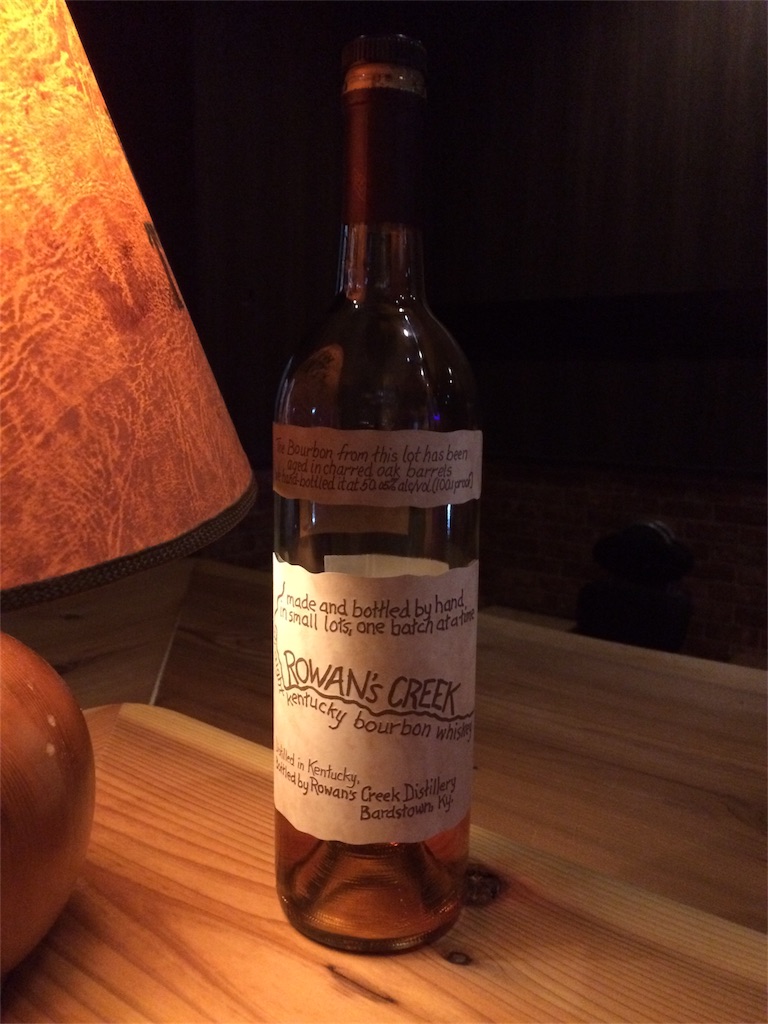 The Bourbon from this lot has been
aged in charred oak barrels
hand-bottled it at 50.05% alc/vol (100.1 proof)
made and bottled by hand
in small lots, one batch at a time
ROWAN'S CREEK
Kentucky bourbon whiskey
distilled in Kentucky,
bottled by Rowan's Creek Distillery
Bardstown, Ky.